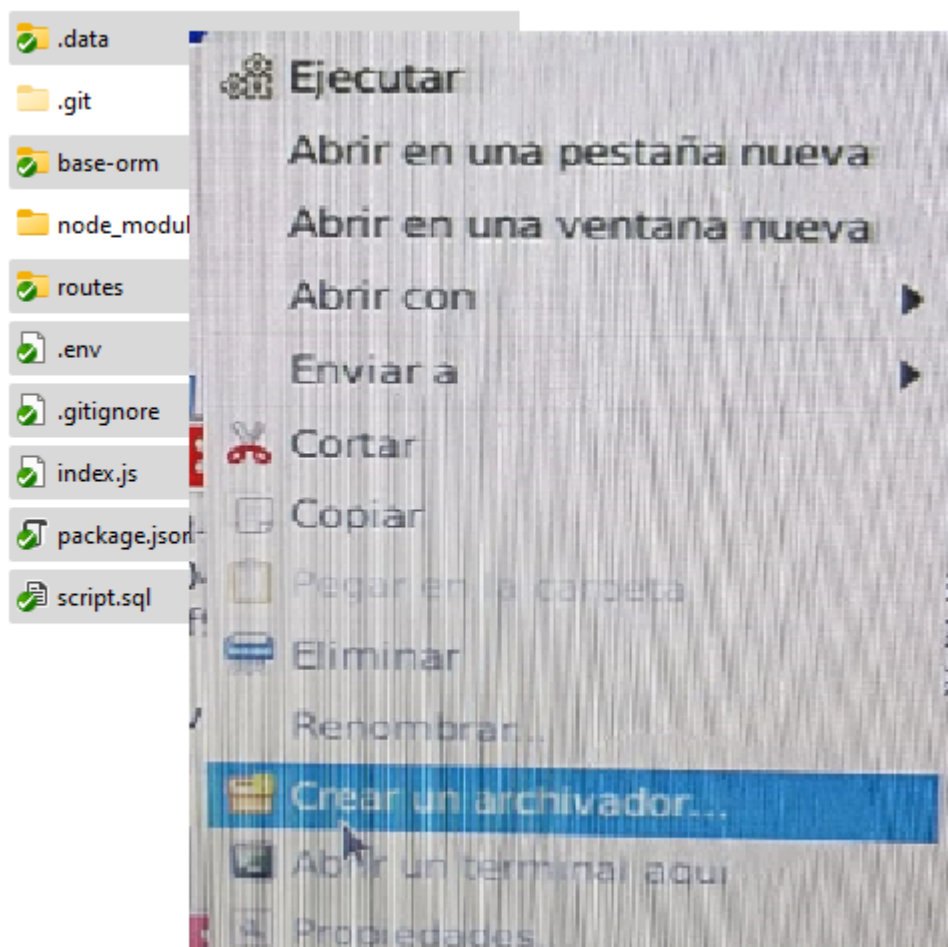 .data
.git
base-orm
node_modul
routes
.env
.gitignore
index.js
package.json
script.sql
Ejecutar
Abrir en una pestaña nueva
Abrir en una ventana nueva
Abrir con
Enviar a
Cortar
Copiar
Pegar en la carpeta
Eliminar
Renombrar...
Crear un archivador...
Abrir un terminal aquí
Propiedades...